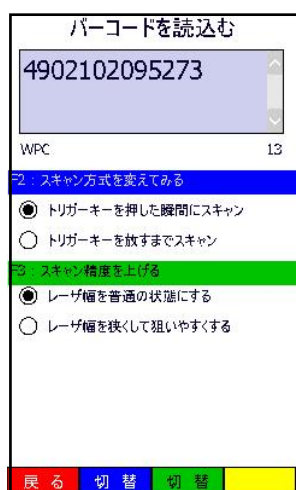 バーコードを読込む
4902102095273
WPC 13
F2：スキャン方式を変えてみる
トリガーキーを押した瞬間にスキャン
トリガーキーを放すまでスキャン
F3：スキャン精度を上げる
レーザ幅を普通の状態にする
レーザ幅を狭くして狙いやすくする
戻る 切替 切替